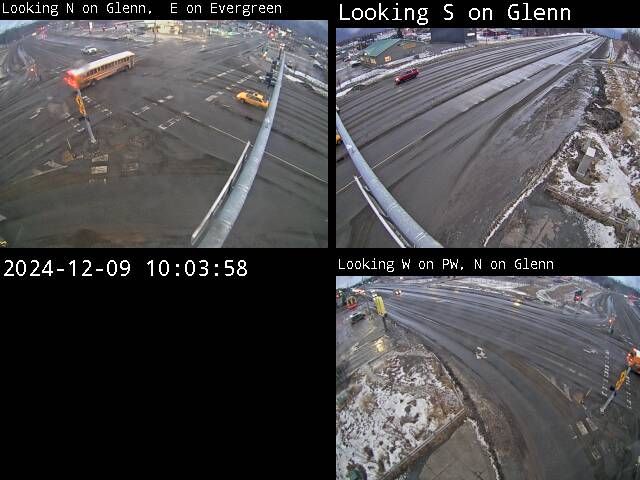 Looking N on Glenn,  E on Evergreen
Looking S on Glenn
2024-12-09 10:03:58
Looking W on PW, N on Glenn